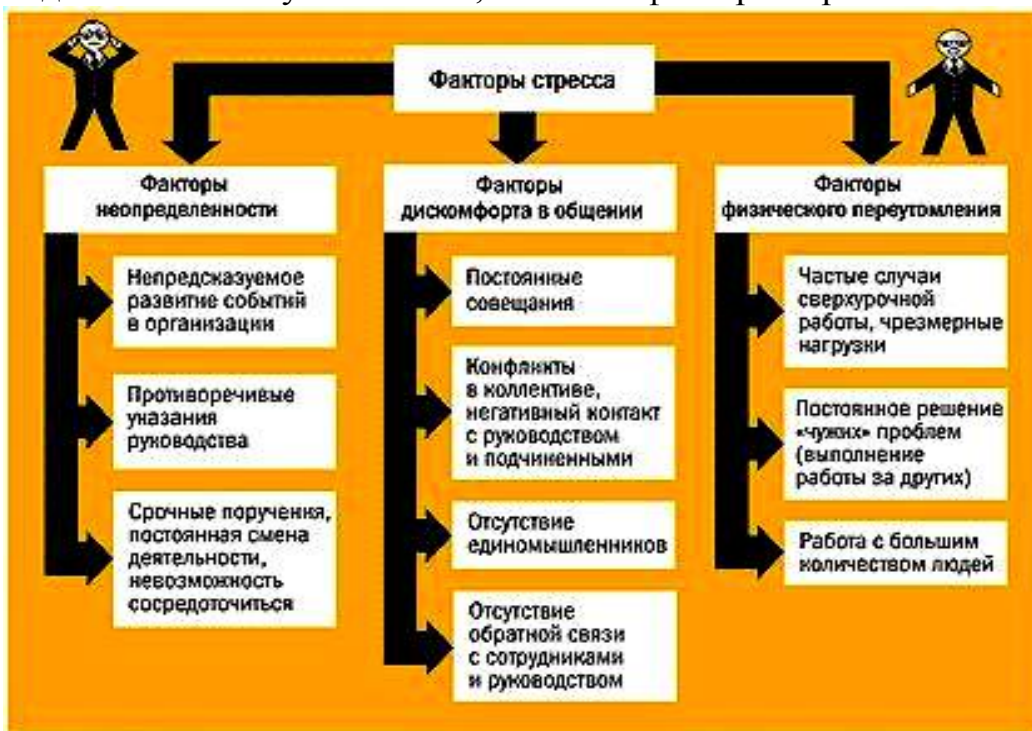 Факторы стресса
Факторы
неопределенности
Непредсказуемое
развитие событий
в организации
Противоречивые
указания
руководства
Срочные поручения,
постоянная смена
деятельности,
невозможность
сосредоточиться
Факторы
дискомфорта в общении
Постоянные
совещания
Конфликты
в коллективе,
негативный контакт
с руководством
и подчиненными
Отсутствие
единомышленников
Отсутствие
обратной связи
с сотрудниками
и руководством
Факторы
физического переутомления
Частые случаи
сверхурочной
работы, чрезмерные
нагрузки
Постоянное решение
«чужих» проблем
(выполнение
работы за других)
Работа с большим
количеством людей